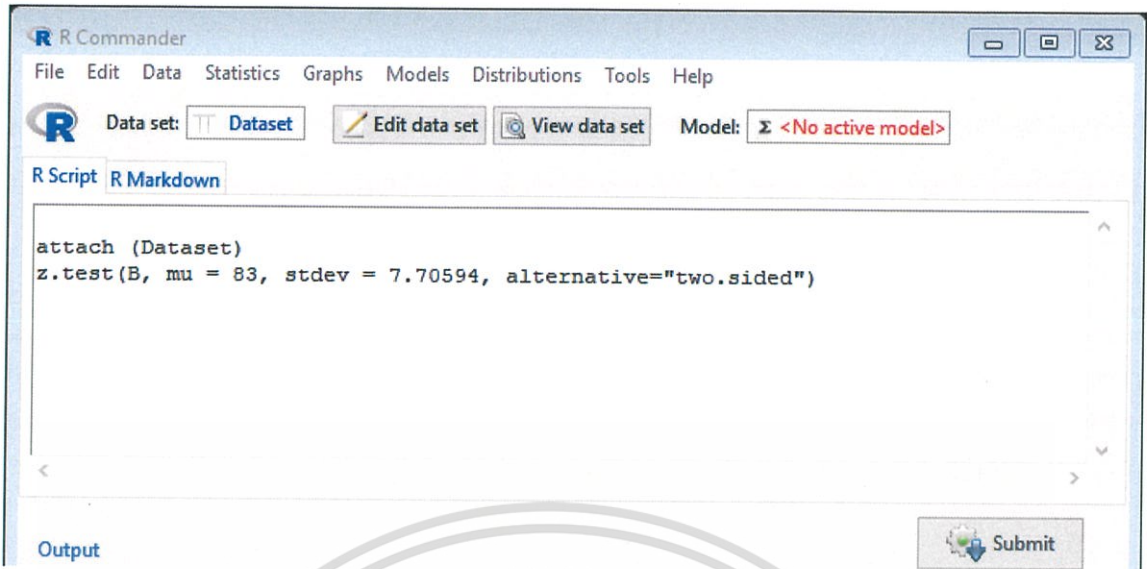 R R Commander
File Edit Data Statistics Graphs Models Distributions Tools Help
R Data set: Dataset Edit data set View data set Model: Σ <No active model>
R Script R Markdown
attach (Dataset)
z.test(B, mu = 83, stdev = 7.70594, alternative="two.sided")
Output Submit